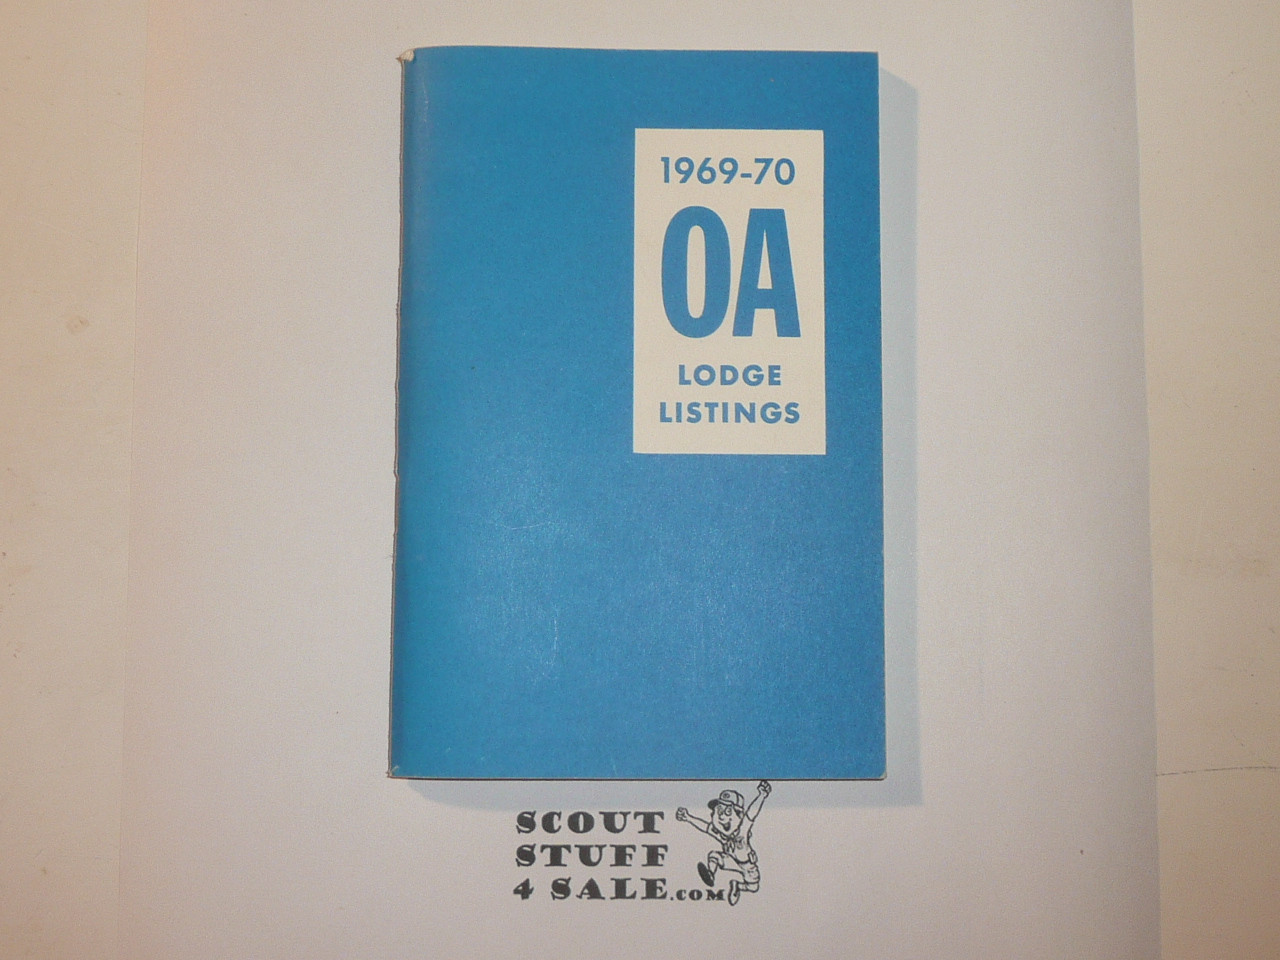 1969-70
OA
LODGE
LISTINGS
SCOUT
STUFF
4 SALE.COM